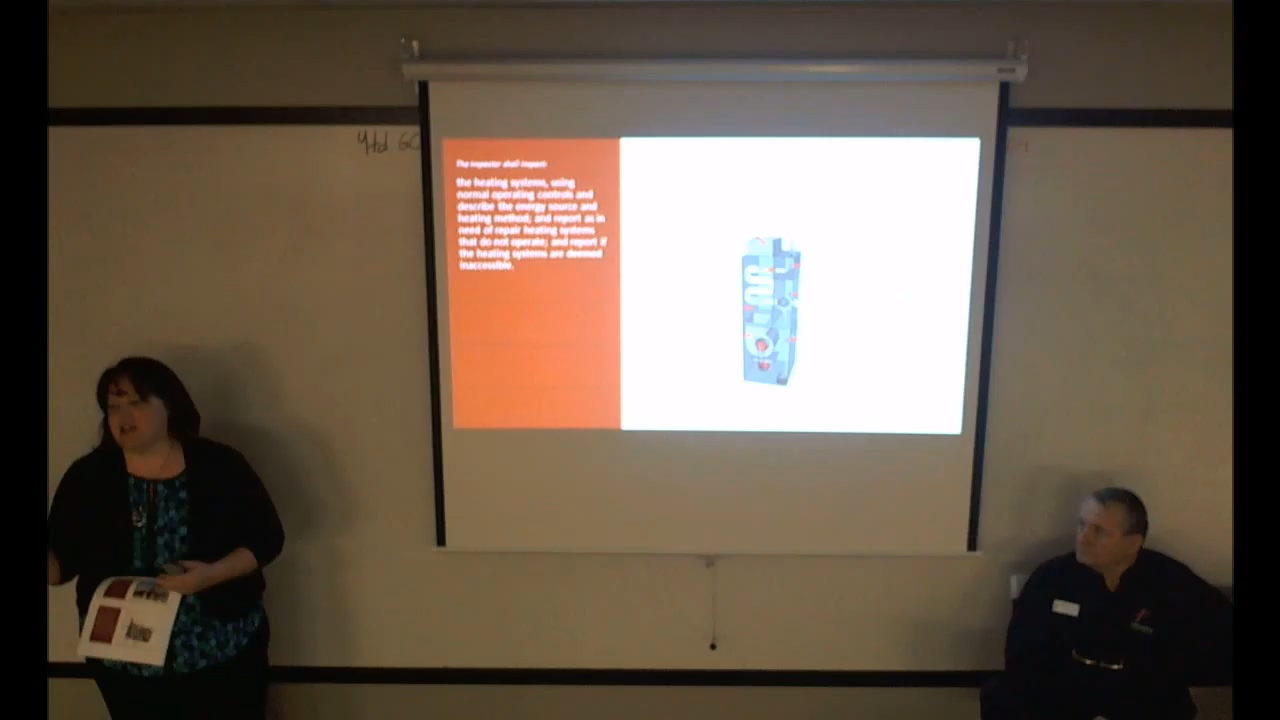 Ytd GC
The inspector shall inspect:
the heating systems, using
normal operating controls and
describe the energy source and
heating method; and report as in
need of repair heating systems
that do not operate; and report if
the heating systems are deemed
inaccessible.